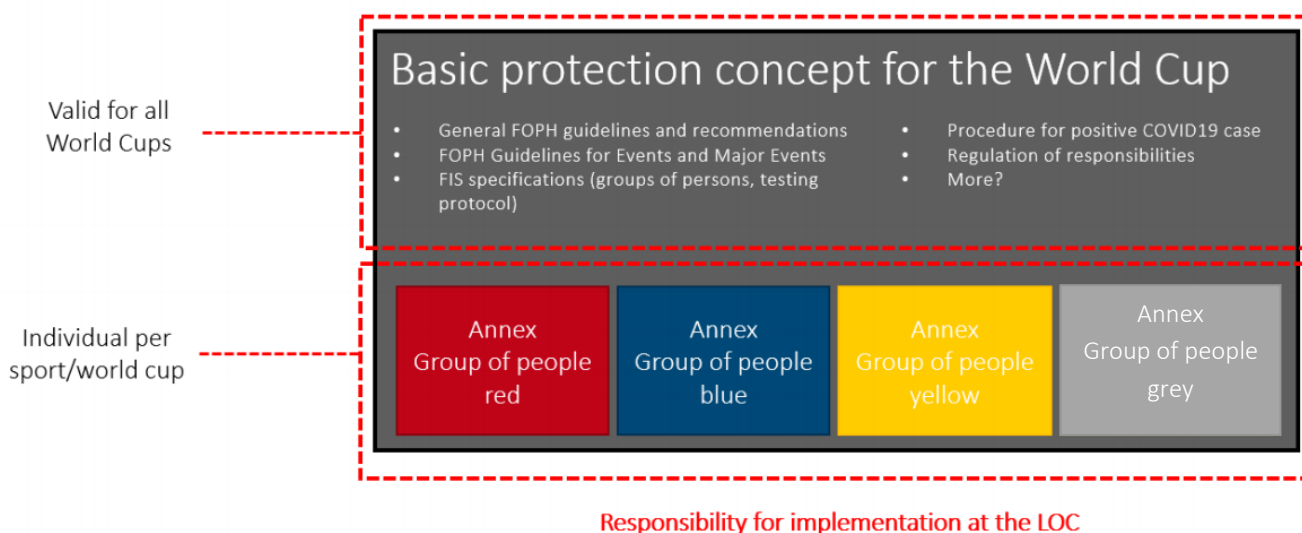 Basic protection concept for the World Cup
Valid for all
World Cups
• General FOPH guidelines and recommendations
• FOPH Guidelines for Events and Major Events
• FIS specifications (groups of persons, testing
protocol)
• Procedure for positive COVID19 case
• Regulation of responsibilities
• More?
Individual per
sport/world cup
Annex
Group of people
red
Annex
Group of people
blue
Annex
Group of people
yellow
Annex
Group of people
grey
Responsibility for implementation at the LOC